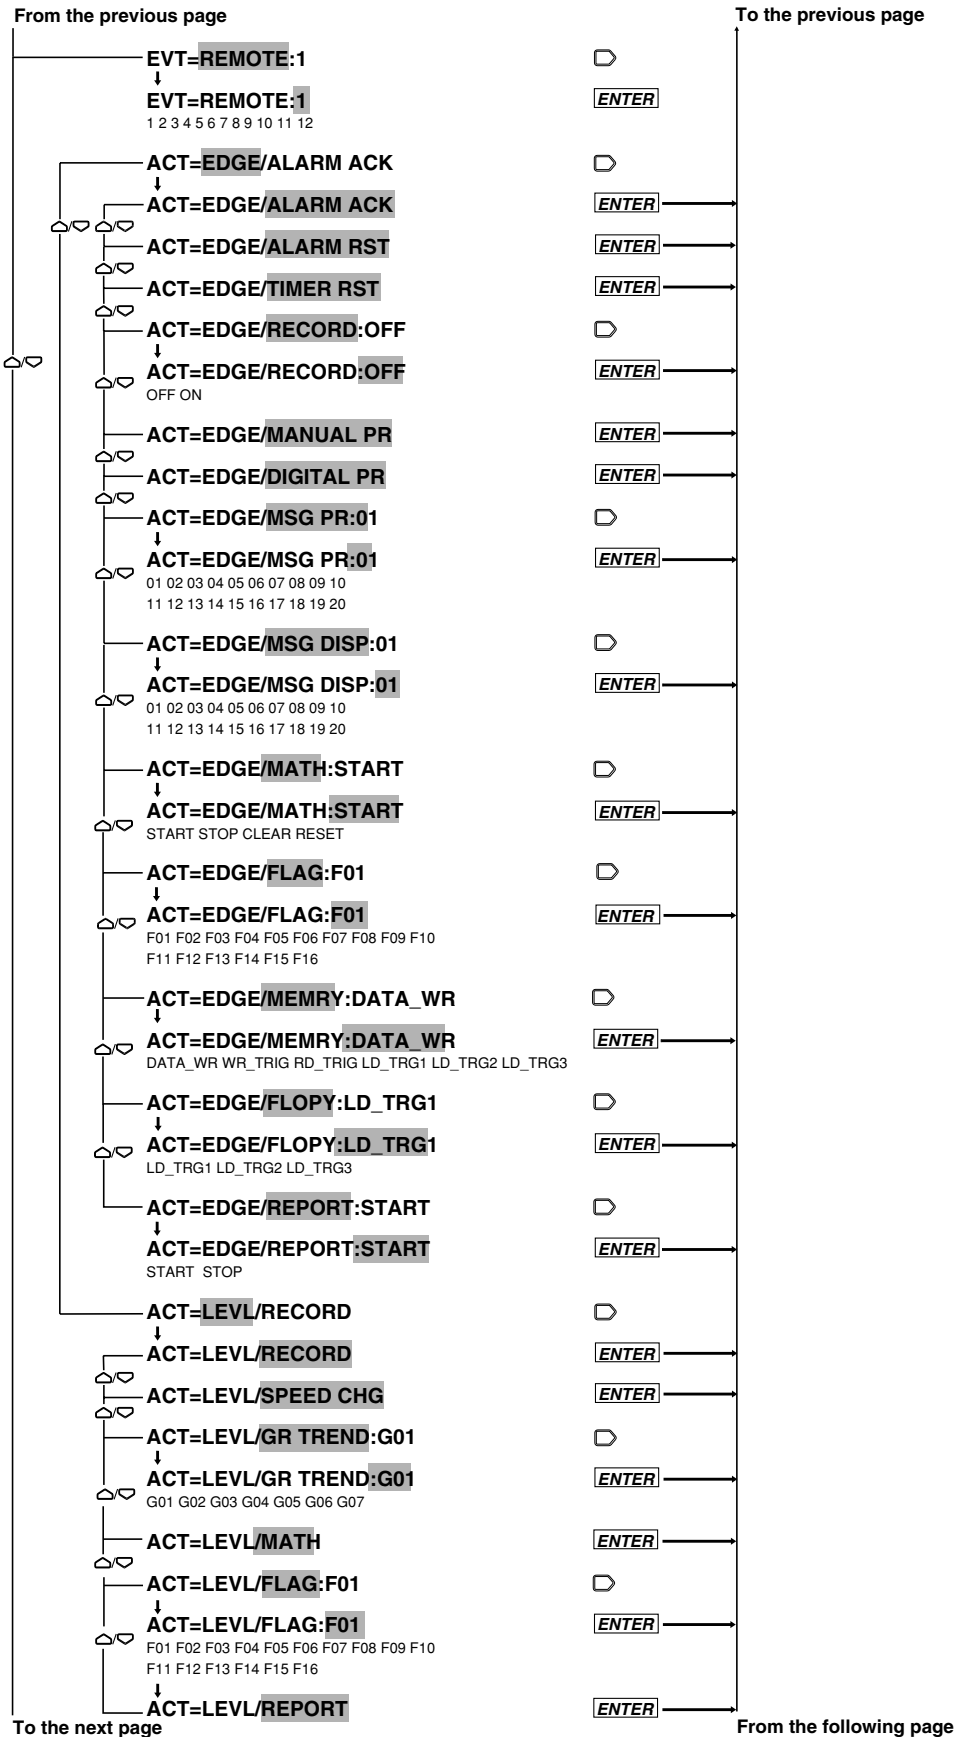 From the previous page
To the previous page
EVT=REMOTE:1
EVT=REMOTE:1 ENTER
1 2 3 4 5 6 7 8 9 10 11 12
ACT=EDGE/ALARM ACK
ACT=EDGE/ALARM ACK ENTER
ACT=EDGE/ALARM RST ENTER
ACT=EDGE/TIMER RST ENTER
ACT=EDGE/RECORD:OFF
ACT=EDGE/RECORD:OFF ENTER
OFF ON
ACT=EDGE/MANUAL PR ENTER
ACT=EDGE/DIGITAL PR ENTER
ACT=EDGE/MSG PR:01
ACT=EDGE/MSG PR:01 ENTER
01 02 03 04 05 06 07 08 09 10
11 12 13 14 15 16 17 18 19 20
ACT=EDGE/MSG DISP:01
ACT=EDGE/MSG DISP:01 ENTER
01 02 03 04 05 06 07 08 09 10
11 12 13 14 15 16 17 18 19 20
ACT=EDGE/MATH:START
ACT=EDGE/MATH:START ENTER
START STOP CLEAR RESET
ACT=EDGE/FLAG:F01
ACT=EDGE/FLAG:F01 ENTER
F01 F02 F03 F04 F05 F06 F07 F08 F09 F10
F11 F12 F13 F14 F15 F16
ACT=EDGE/MEMRY:DATA_WR
ACT=EDGE/MEMRY:DATA_WR ENTER
DATA_WR WR_TRIG RD_TRIG LD_TRG1 LD_TRG2 LD_TRG3
ACT=EDGE/FLOPY:LD_TRG1
ACT=EDGE/FLOPY:LD_TRG1 ENTER
LD_TRG1 LD_TRG2 LD_TRG3
ACT=EDGE/REPORT:START
ACT=EDGE/REPORT:START ENTER
START STOP
ACT=LEVL/RECORD
ACT=LEVL/RECORD ENTER
ACT=LEVL/SPEED CHG ENTER
ACT=LEVL/GR TREND:G01
ACT=LEVL/GR TREND:G01 ENTER
G01 G02 G03 G04 G05 G06 G07
ACT=LEVL/MATH ENTER
ACT=LEVL/FLAG:F01
ACT=LEVL/FLAG:F01 ENTER
F01 F02 F03 F04 F05 F06 F07 F08 F09 F10
F11 F12 F13 F14 F15 F16
ACT=LEVL/REPORT ENTER
To the next page
From the following page